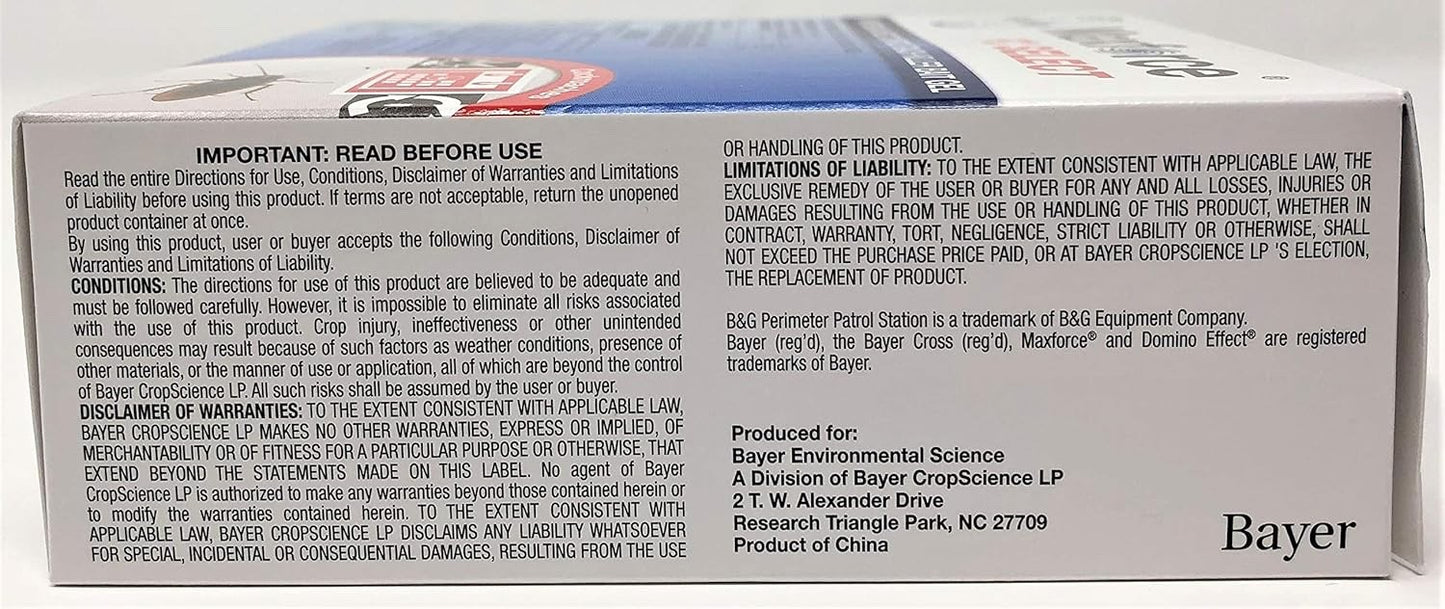 SELECT
IMPORTANT: READ BEFORE USE
Read the entire Directions for Use, Conditions, Disclaimer of Warranties and Limitations
of Liability before using this product. If terms are not acceptable, return the unopened
product container at once.
By using this product, user or buyer accepts the following Conditions, Disclaimer of
Warranties and Limitations of Liability.
CONDITIONS: The directions for use of this product are believed to be adequate and
must be followed carefully. However, it is impossible to eliminate all risks associated
with the use of this product. Crop injury, ineffectiveness or other unintended
consequences may result because of such factors as weather conditions, presence of
other materials, or the manner of use or application, all of which are beyond the control
of Bayer CropScience LP. All such risks shall be assumed by the user or buyer.
DISCLAIMER OF WARRANTIES: TO THE EXTENT CONSISTENT WITH APPLICABLE LAW,
BAYER CROPSCIENCE LP MAKES NO OTHER WARRANTIES, EXPRESS OR IMPLIED, OF
MERCHANTABILITY OR OF FITNESS FOR A PARTICULAR PURPOSE OR OTHERWISE, THAT
EXTEND BEYOND THE STATEMENTS MADE ON THIS LABEL. No agent of Bayer
CropScience LP is authorized to make any warranties beyond those contained herein or
to modify the warranties contained herein. TO THE EXTENT CONSISTENT WITH
APPLICABLE LAW, BAYER CROPSCIENCE LP DISCLAIMS ANY LIABILITY WHATSOEVER
FOR SPECIAL, INCIDENTAL OR CONSEQUENTIAL DAMAGES, RESULTING FROM THE USE
OR HANDLING OF THIS PRODUCT.
LIMITATIONS OF LIABILITY: TO THE EXTENT CONSISTENT WITH APPLICABLE LAW, THE
EXCLUSIVE REMEDY OF THE USER OR BUYER FOR ANY AND ALL LOSSES, INJURIES OR
DAMAGES RESULTING FROM THE USE OR HANDLING OF THIS PRODUCT, WHETHER IN
CONTRACT, WARRANTY, TORT, NEGLIGENCE, STRICT LIABILITY OR OTHERWISE, SHALL
NOT EXCEED THE PURCHASE PRICE PAID, OR AT BAYER CROPSCIENCE LP 'S ELECTION,
THE REPLACEMENT OF PRODUCT.
B&G Perimeter Patrol Station is a trademark of B&G Equipment Company.
Bayer (reg'd), the Bayer Cross (reg'd), Maxforce® and Domino Effect® are registered
trademarks of Bayer.
Produced for:
Bayer Environmental Science
A Division of Bayer CropScience LP
2 T. W. Alexander Drive
Research Triangle Park, NC 27709
Product of China
Bayer